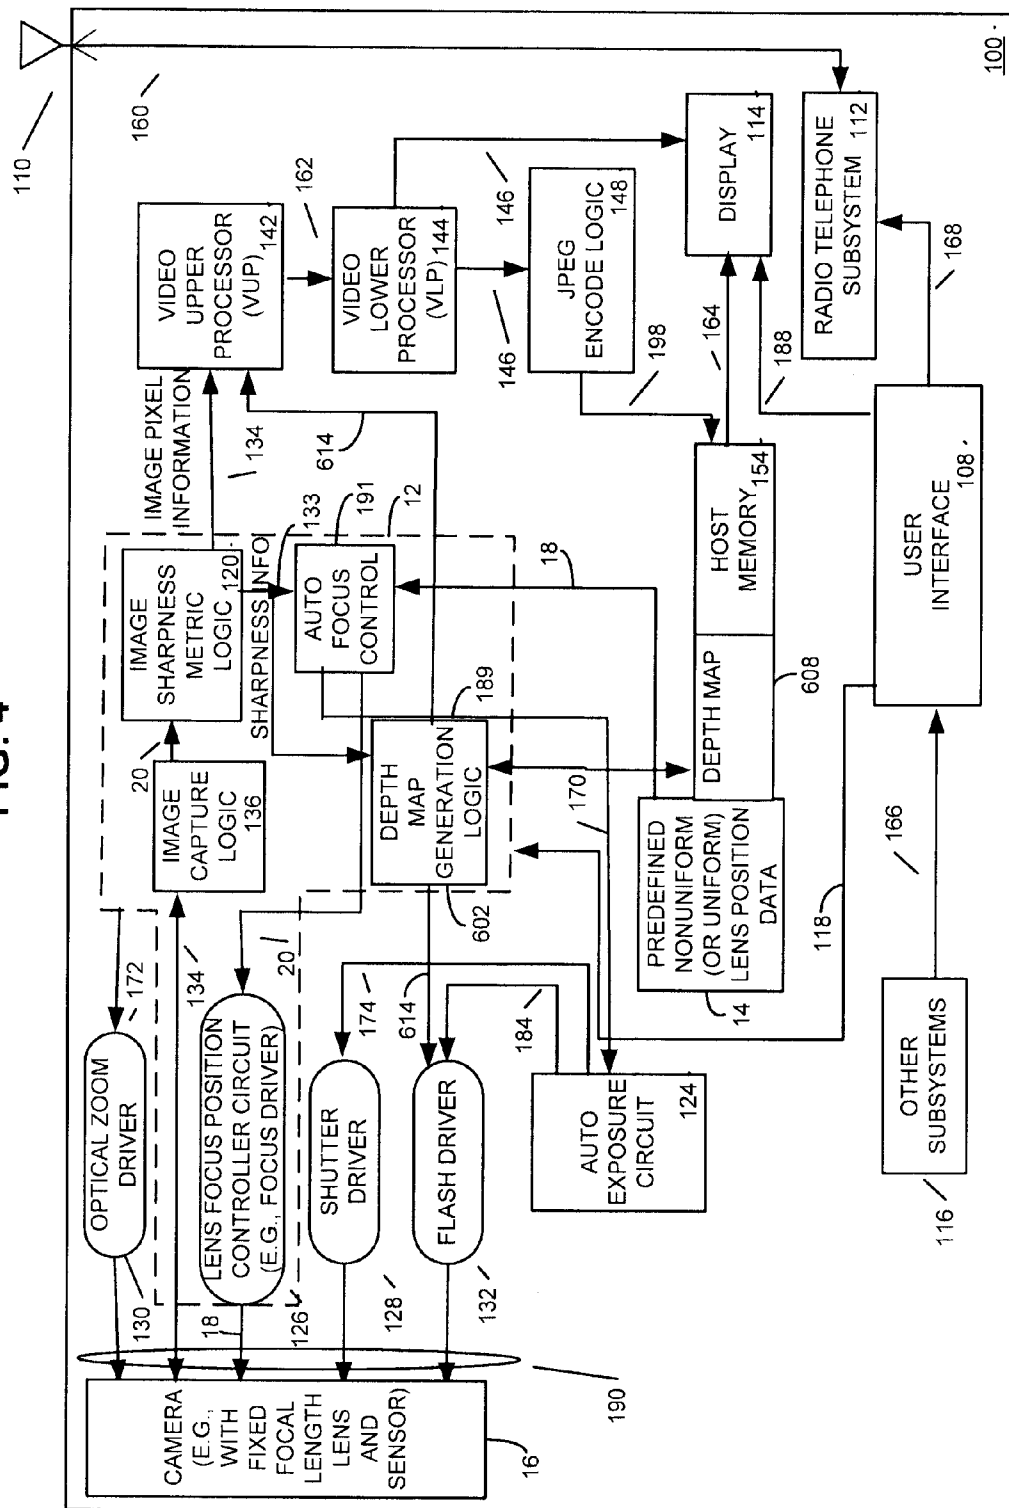 FIG. 4
110
160
100
CAMERA
(E.G.,
WITH
FIXED
FOCAL
LENGTH
LENS
AND
SENSOR)
16
190
OPTICAL ZOOM
DRIVER
130
172
134
18
LENS FOCUS POSITION
CONTROLLER CIRCUIT
(E.G., FOCUS DRIVER)
126
20
SHUTTER
DRIVER
128
174
FLASH DRIVER
132
614
184
IMAGE
CAPTURE
LOGIC
136
20
IMAGE
SHARPNESS
METRIC
LOGIC
120
SHARPNESS INFO
133
IMAGE PIXEL
INFORMATION
134
AUTO
FOCUS
CONTROL
191
12
614
DEPTH
MAP
GENERATION
LOGIC
189
602
170
18
VIDEO
UPPER
PROCESSOR
(VUP)
142
162
VIDEO
LOWER
PROCESSOR
(VLP)
144
146
146
JPEG
ENCODE LOGIC
148
198
DISPLAY
114
164
188
RADIO TELEPHONE
SUBSYSTEM
112
168
PREDEFINED
NONUNIFORM
(OR UNIFORM)
LENS POSITION
DATA
14
DEPTH MAP
608
HOST
MEMORY
154
AUTO
EXPOSURE
CIRCUIT
124
118
USER
INTERFACE
108
166
OTHER
SUBSYSTEMS
116